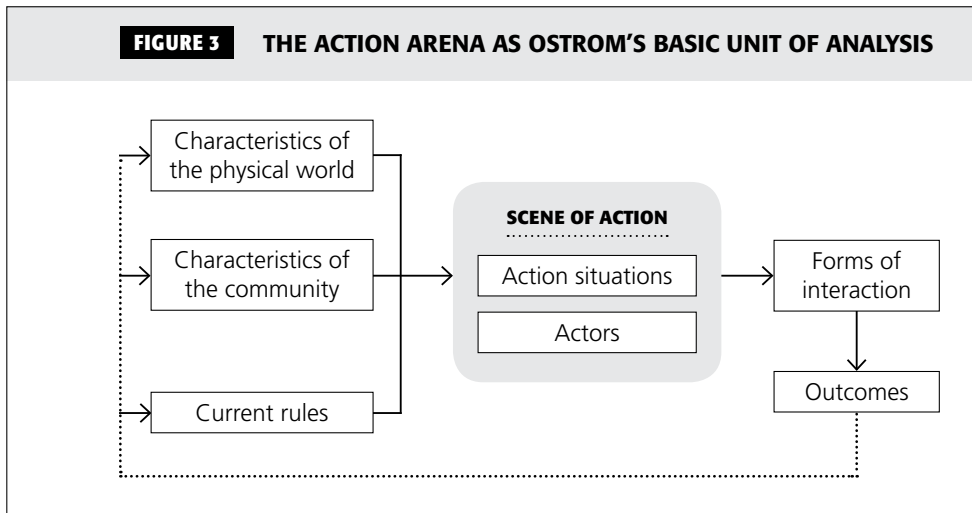 FIGURE 3 THE ACTION ARENA AS OSTROM'S BASIC UNIT OF ANALYSIS
Characteristics of
the physical world
Characteristics of
the community
Current rules
SCENE OF ACTION
Action situations
Actors
Forms of
interaction
Outcomes